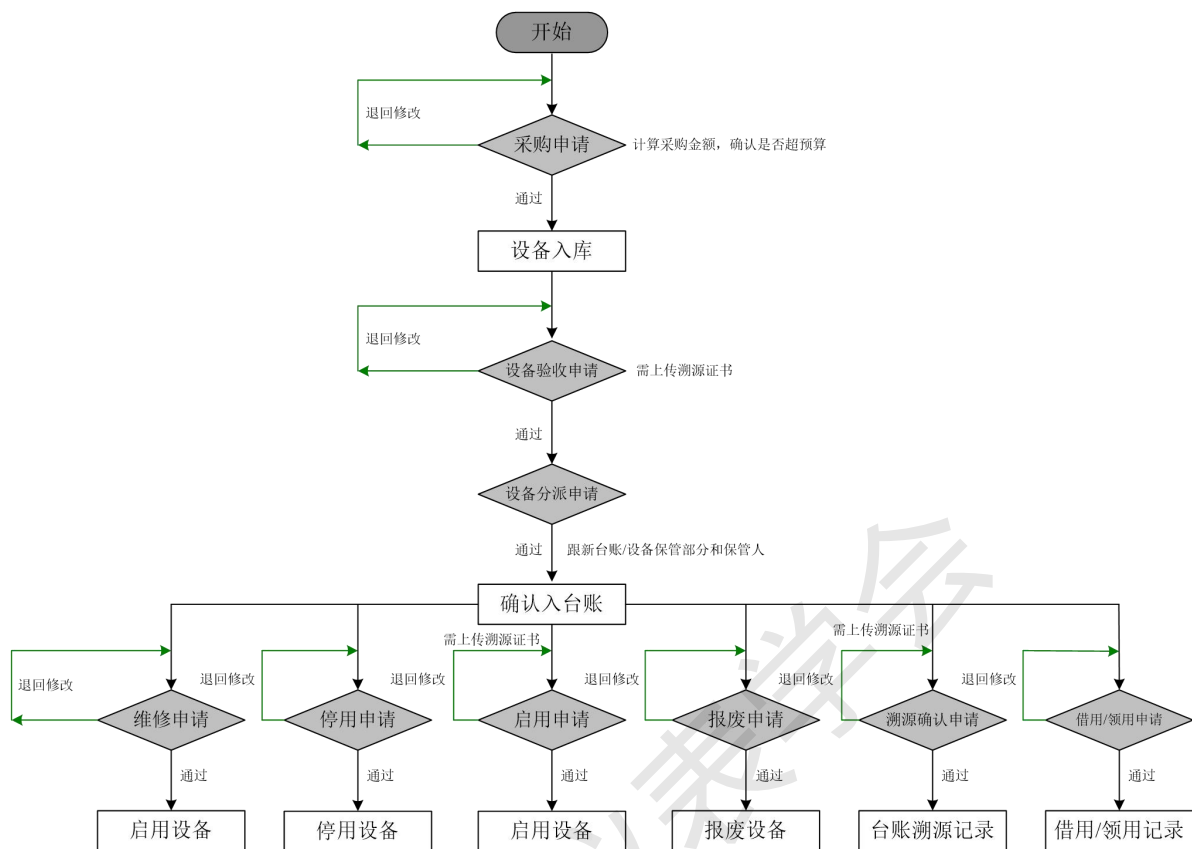 开始
退回修改
采购申请
计算采购金额，确认是否超预算
通过
设备入库
退回修改
设备验收申请
需上传溯源证书
通过
设备分派申请
通过
跟新台账/设备保管部分和保管人
确认入台账
需上传溯源证书
需上传溯源证书
退回修改
退回修改
退回修改
退回修改
退回修改
退回修改
维修申请
停用申请
启用申请
报废申请
溯源确认申请
借用/领用申请
通过
通过
通过
通过
通过
通过
启用设备
停用设备
启用设备
报废设备
台账溯源记录
借用/领用记录
表学会